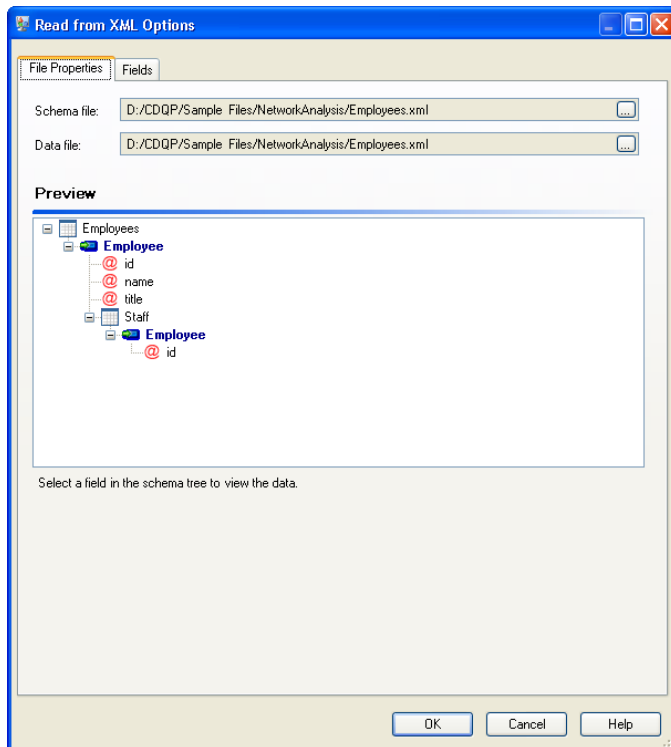 Read from XML Options
File Properties Fields
Schema file: D:/CDQP/Sample Files/NetworkAnalysis/Employees.xml ...
Data file: D:/CDQP/Sample Files/NetworkAnalysis/Employees.xml ...
Preview
Employees
Employee
@ id
@ name
@ title
Staff
Employee
@ id
Select a field in the schema tree to view the data.
OK Cancel Help